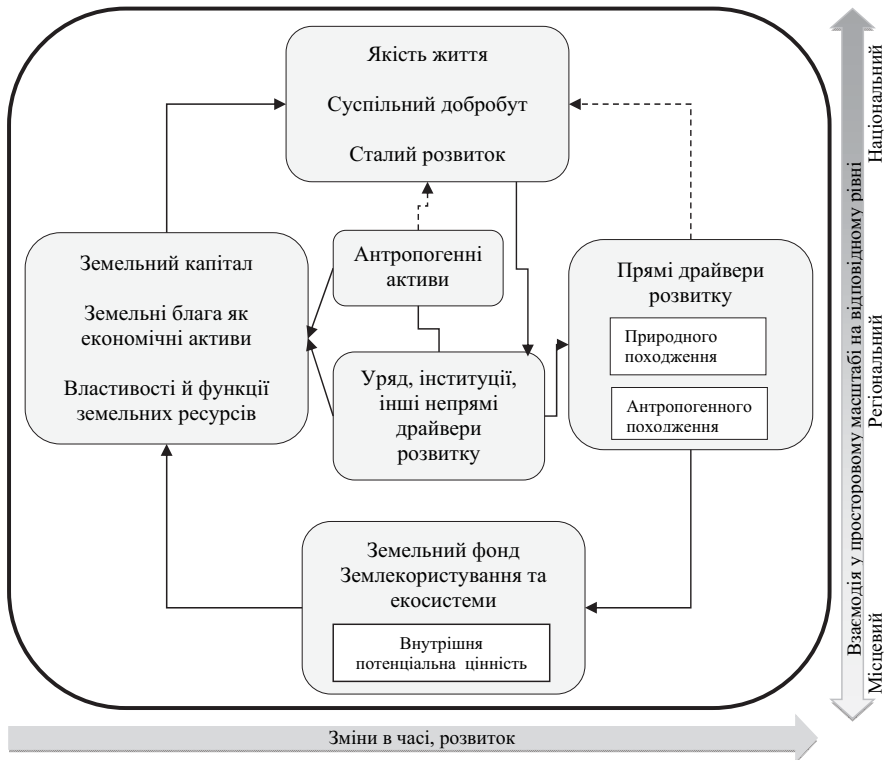 Якість життя
Суспільний добробут
Сталий розвиток
Земельний капітал
Земельні блага як
економічні активи
Властивості й функції
земельних ресурсів
Антропогенні
активи
Уряд, інституції,
інші непрямі
драйвери
розвитку
Прямі драйвери
розвитку
Природного
походження
Антропогенного
походження
Земельний фонд
Землекористування та
екосистеми
Внутрішня
потенціальна цінність
Взаємодія у просторовому масштабі на відповідному рівні
Національний
Регіональний
Місцевий
Зміни в часі, розвиток